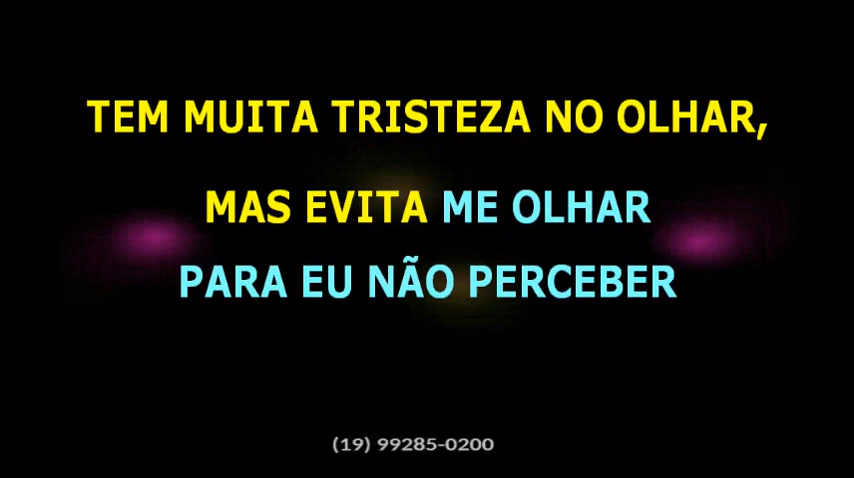 TEM MUITA TRISTEZA NO OLHAR,
MAS EVITA ME OLHAR
PARA EU NÃO PERCEBER
(19) 99285-0200